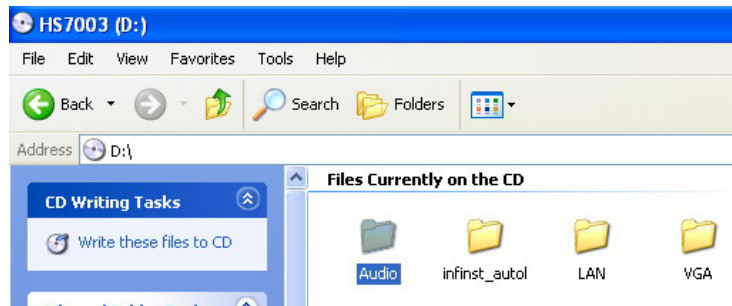 HS7003 (D:)
File Edit View Favorites Tools Help
Back Search Folders
Address D:\
Files Currently on the CD
CD Writing Tasks
Write these files to CD
Audio infinst_autol LAN VGA